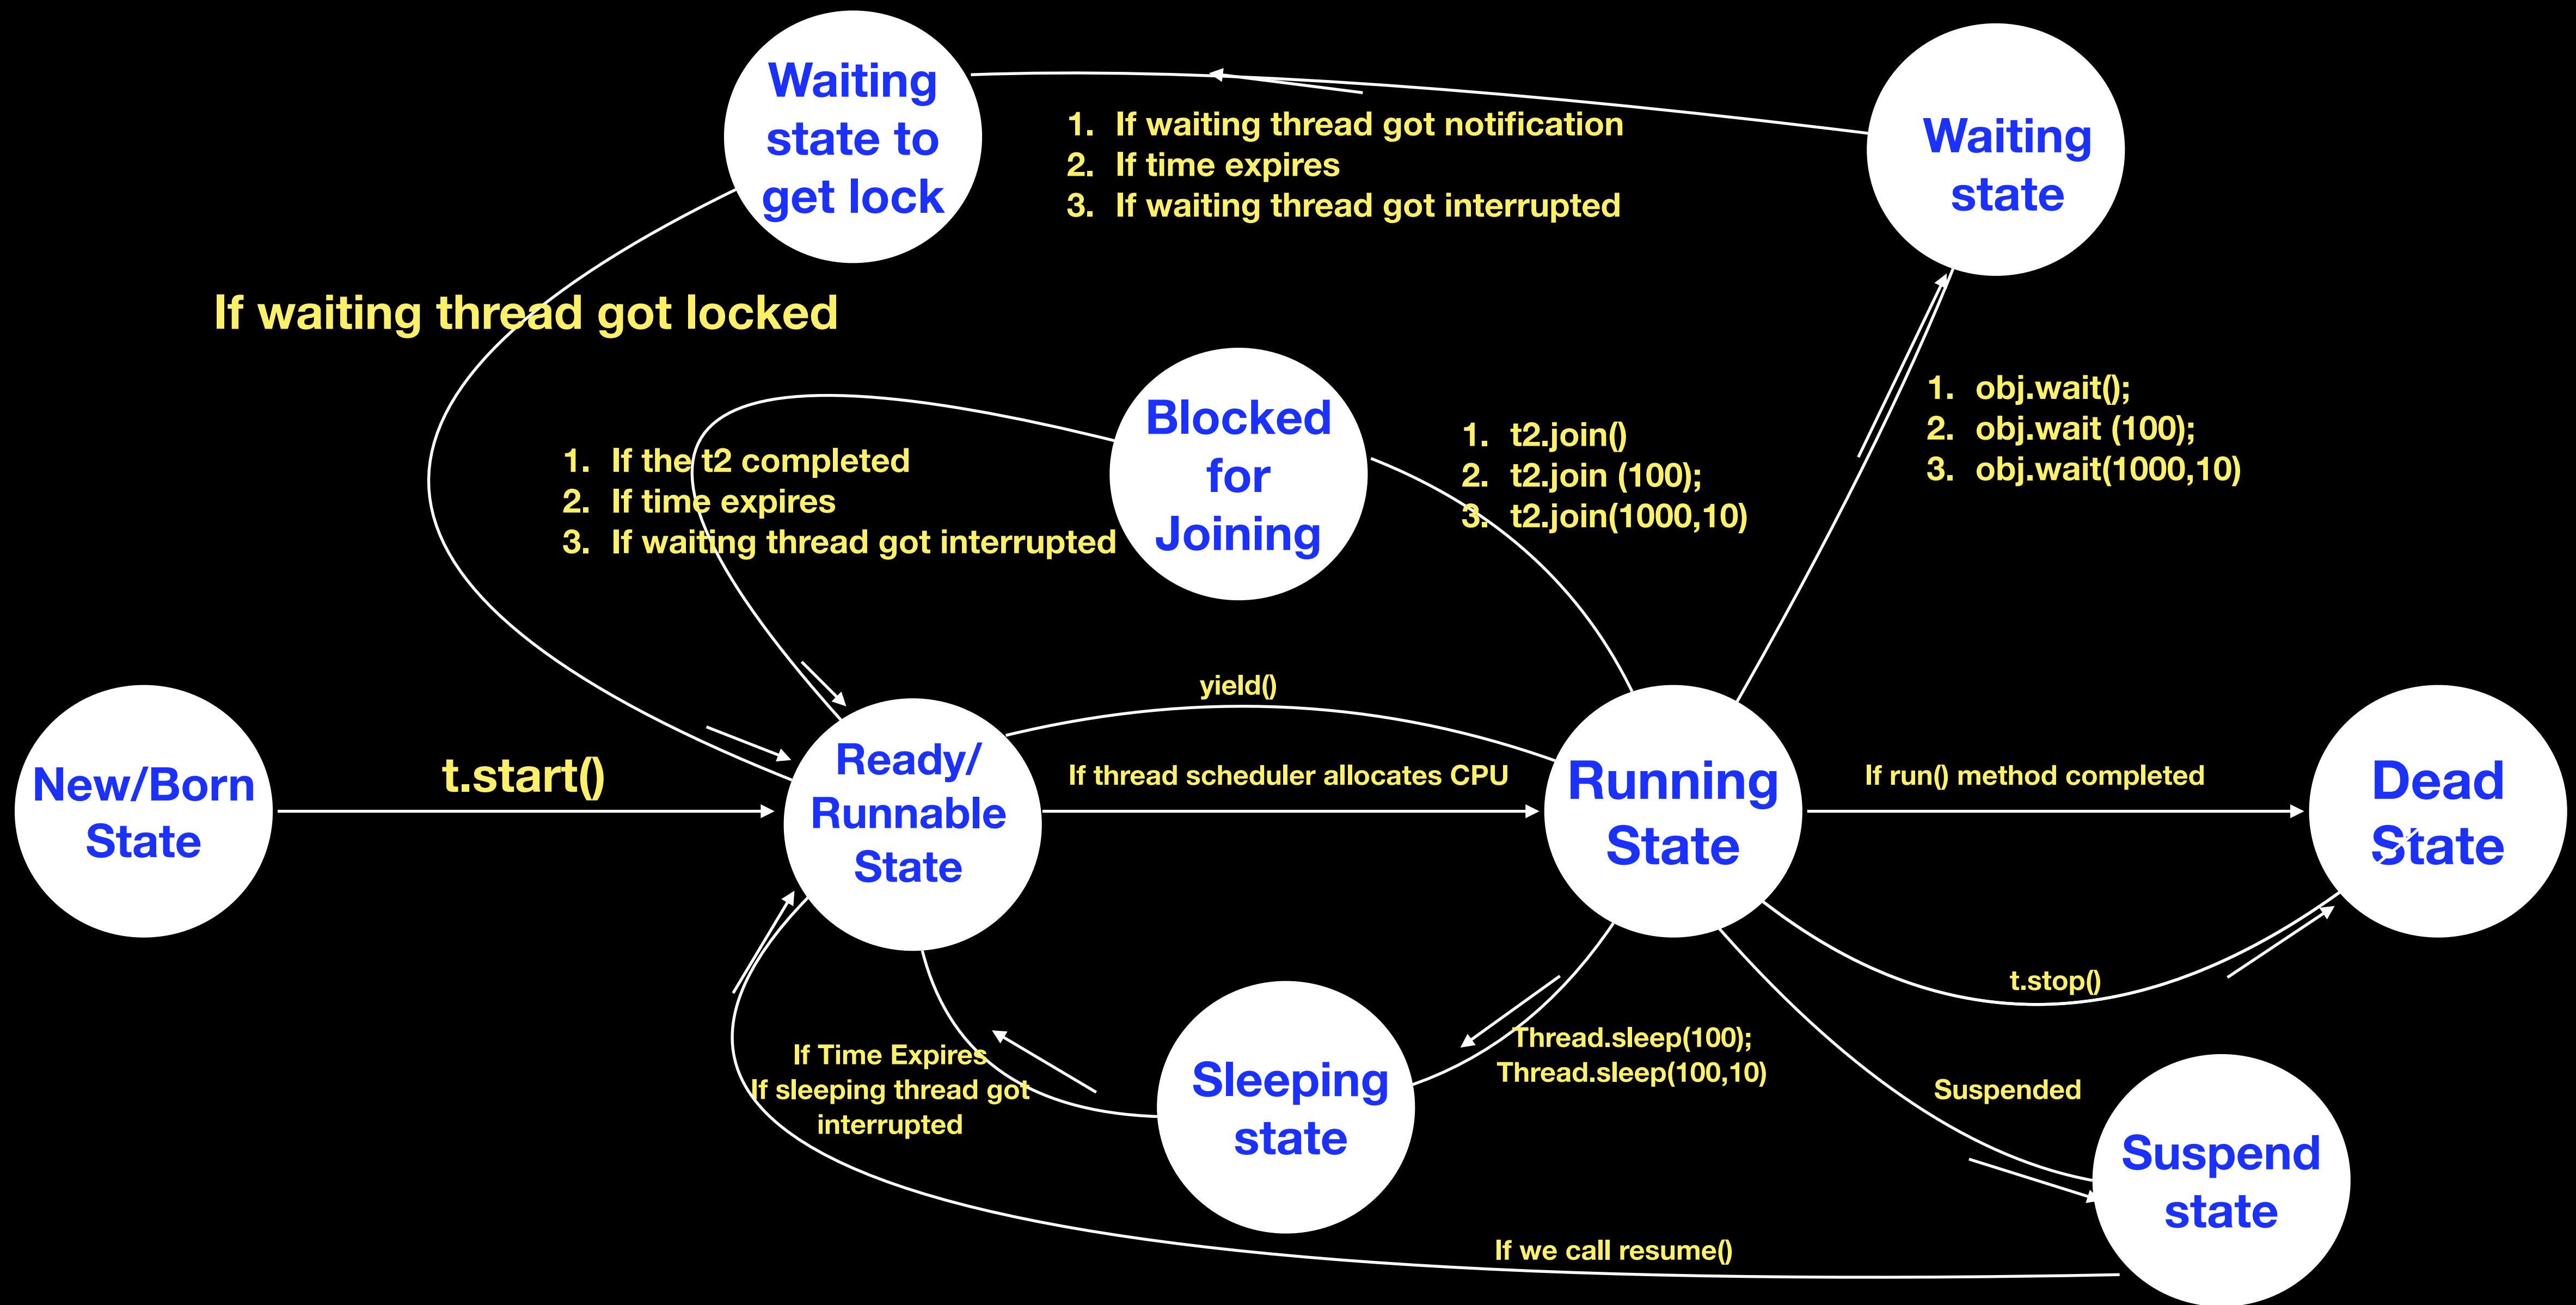 Waiting
state to
get lock
1. If waiting thread got notification
2. If time expires
3. If waiting thread got interrupted
Waiting
state
If waiting thread got locked
1. If the t2 completed
2. If time expires
3. If waiting thread got interrupted
Blocked
for
Joining
1. t2.join()
2. t2.join (100);
3. t2.join(1000,10)
1. obj.wait();
2. obj.wait (100);
3. obj.wait(1000,10)
New/Born
State
t.start()
Ready/
Runnable
State
yield()
If thread scheduler allocates CPU
Running
State
If run() method completed
Dead
State
t.stop()
If Time Expires
If sleeping thread got
interrupted
Sleeping
state
Thread.sleep(100);
Thread.sleep(100,10)
Suspended
Suspend
state
If we call resume()